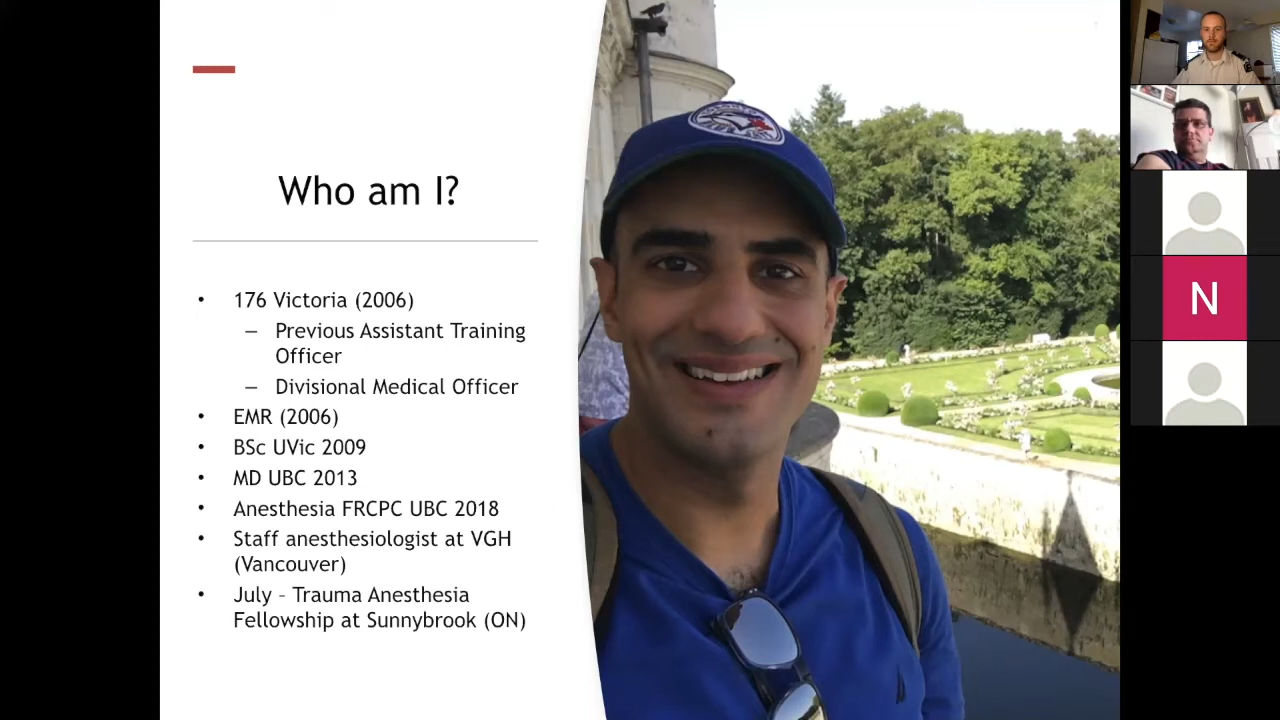 Who am I?
• 176 Victoria (2006)
– Previous Assistant Training
Officer
– Divisional Medical Officer
• EMR (2006)
• BSc UVic 2009
• MD UBC 2013
• Anesthesia FRCPC UBC 2018
• Staff anesthesiologist at VGH
(Vancouver)
• July – Trauma Anesthesia
Fellowship at Sunnybrook (ON)
N